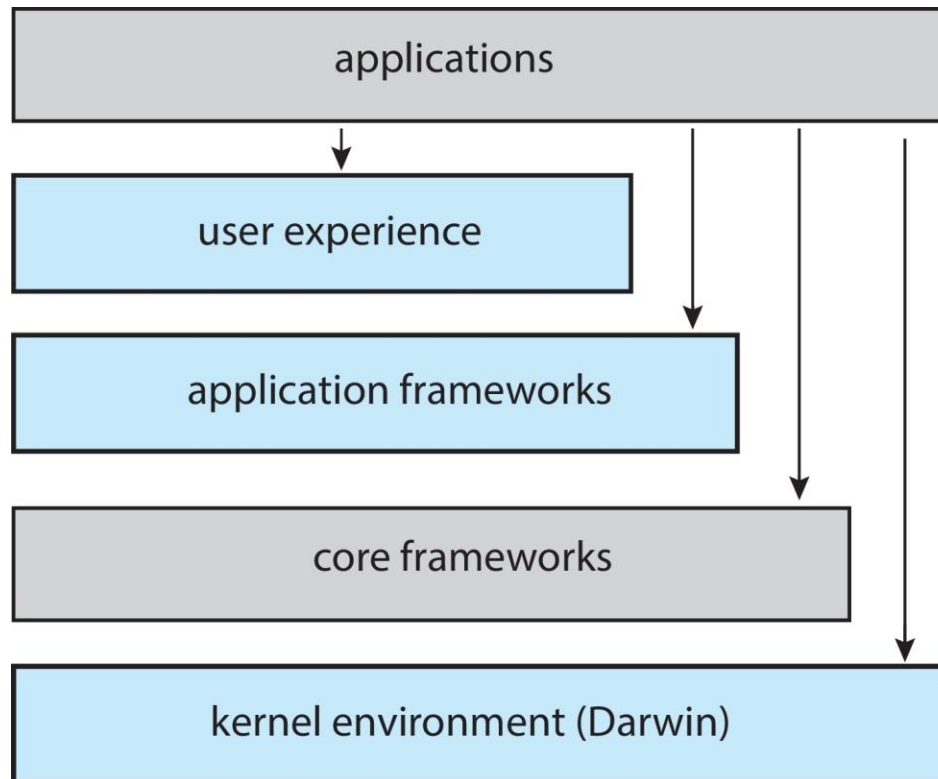 applications
user experience
application frameworks
core frameworks
kernel environment (Darwin)